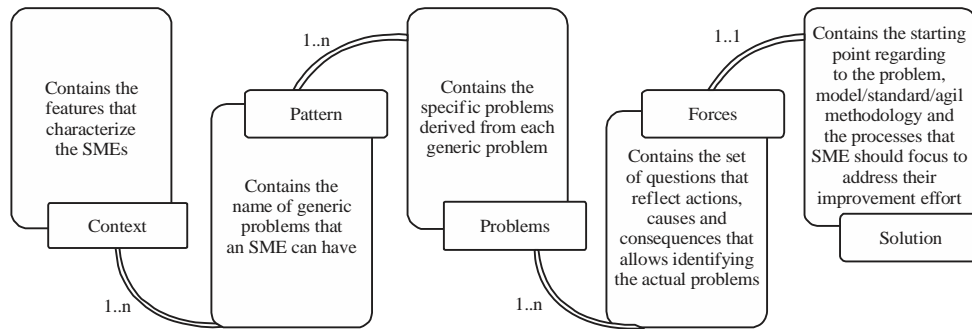 Contains the
features that
characterize
the SMEs
Context
1..n
Pattern
Contains the
name of generic
problems that
an SME can have
1..n
Contains the
specific problems
derived from each
generic problem
Problems
1..n
Forces
Contains the set
of questions that
reflect actions,
causes and
consequences that
allows identifying
the actual problems
1..1
Contains the starting
point regarding
to the problem,
model/standard/agil
methodology and
the processes that
SME should focus to
address their
improvement effort
Solution